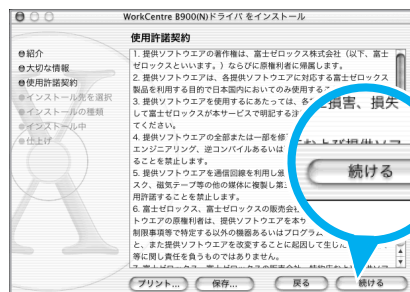 WorkCentre B900(N)ドライバ をインストール
使用許諾契約
紹介
大切な情報
使用許諾契約
インストール先を選択
インストールの種類
インストール中
仕上げ
1. 提供ソフトウエアの著作権は、富士ゼロックス株式会社（以下、富士
ゼロックスといいます。）ならびに原権利者に帰属します。
2. 提供ソフトウエアは、各提供ソフトウエアに対応する富士ゼロックス
製品を利用する目的で日本国内においてのみ使用するこ
3. 提供ソフトウエアを使用するにあたっては、各
して富士ゼロックスが本サービスで明記する注
てください。
4. 提供ソフトウエアの全部または一部を修
エンジニアリング、逆コンパイルあるいは
ることを禁止します。
5. 提供ソフトウエアを通信回線を利用し
スク、磁気テープ等の他の媒体に複製し第三
用許諾することを禁止します。
6. 富士ゼロックス、富士ゼロックスの販売会
トウエアの原権利者は、提供ソフトウエアを本サ
制限事項等で特定する以外の機器あるいはプログラム
と、また提供ソフトウエアを改変することに起因して生じた
等に関し責任を負うものではありません。
損害、損失
続ける
プリント... 保存... 戻る 続ける